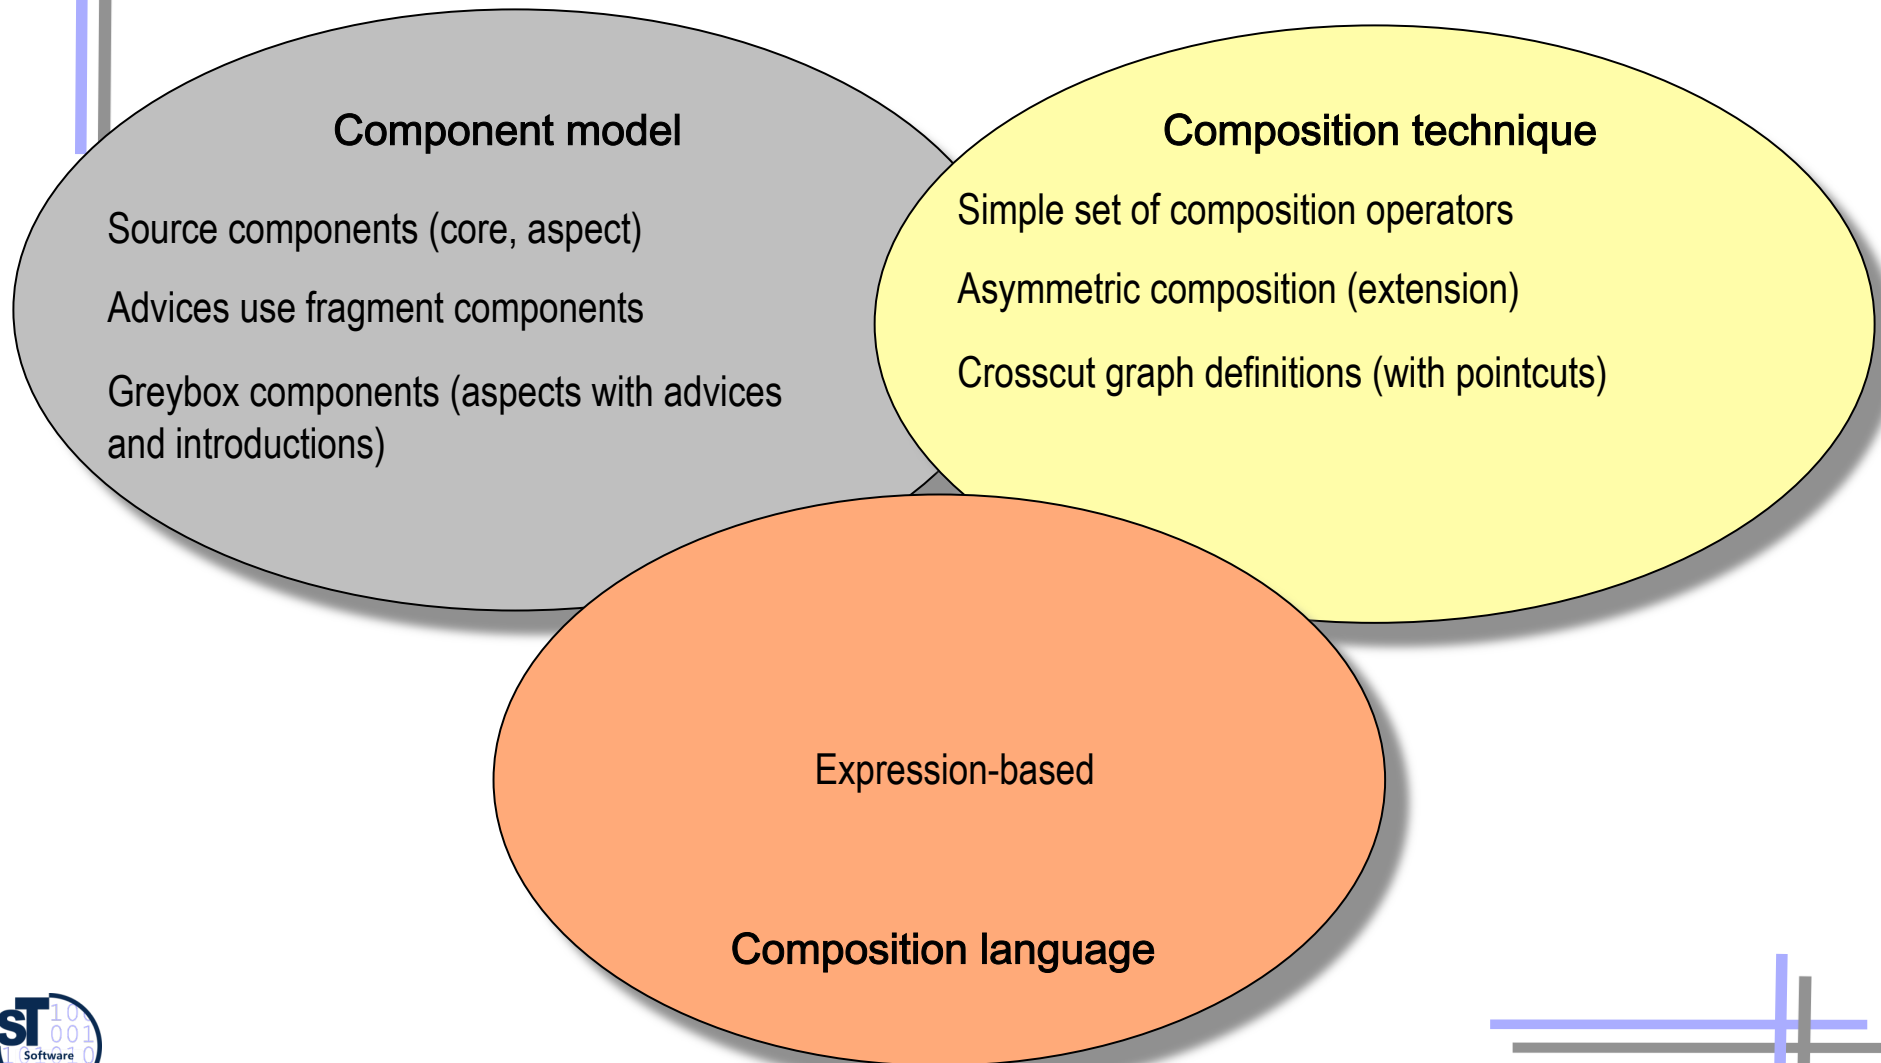 Component model
Source components (core, aspect)
Advices use fragment components
Greybox components (aspects with advices
and introductions)
Composition technique
Simple set of composition operators
Asymmetric composition (extension)
Crosscut graph definitions (with pointcuts)
Expression-based
Composition language
ST
Software